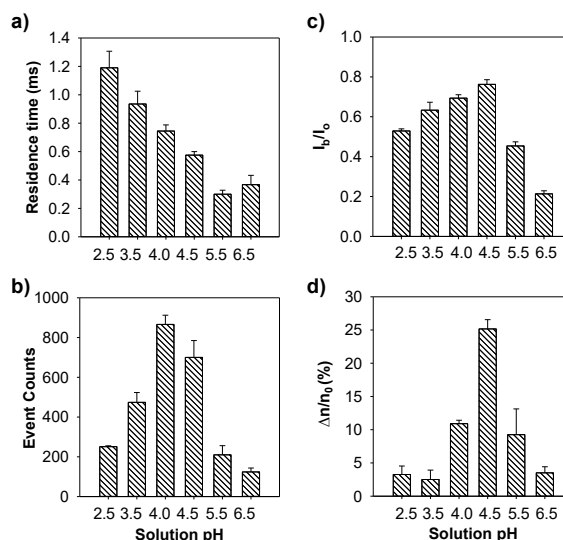 a)
Residence time (ms)
1.4
1.2
1.0
0.8
0.6
0.4
0.2
0.0
2.5 3.5 4.0 4.5 5.5 6.5
b)
Event Counts
1000
800
600
400
200
0
2.5 3.5 4.0 4.5 5.5 6.5
Solution pH
c)
Ib/Io
1.0
0.8
0.6
0.4
0.2
0.0
2.5 3.5 4.0 4.5 5.5 6.5
d)
Δn/n0 (%)
30
25
20
15
10
5
0
2.5 3.5 4.0 4.5 5.5 6.5
Solution pH